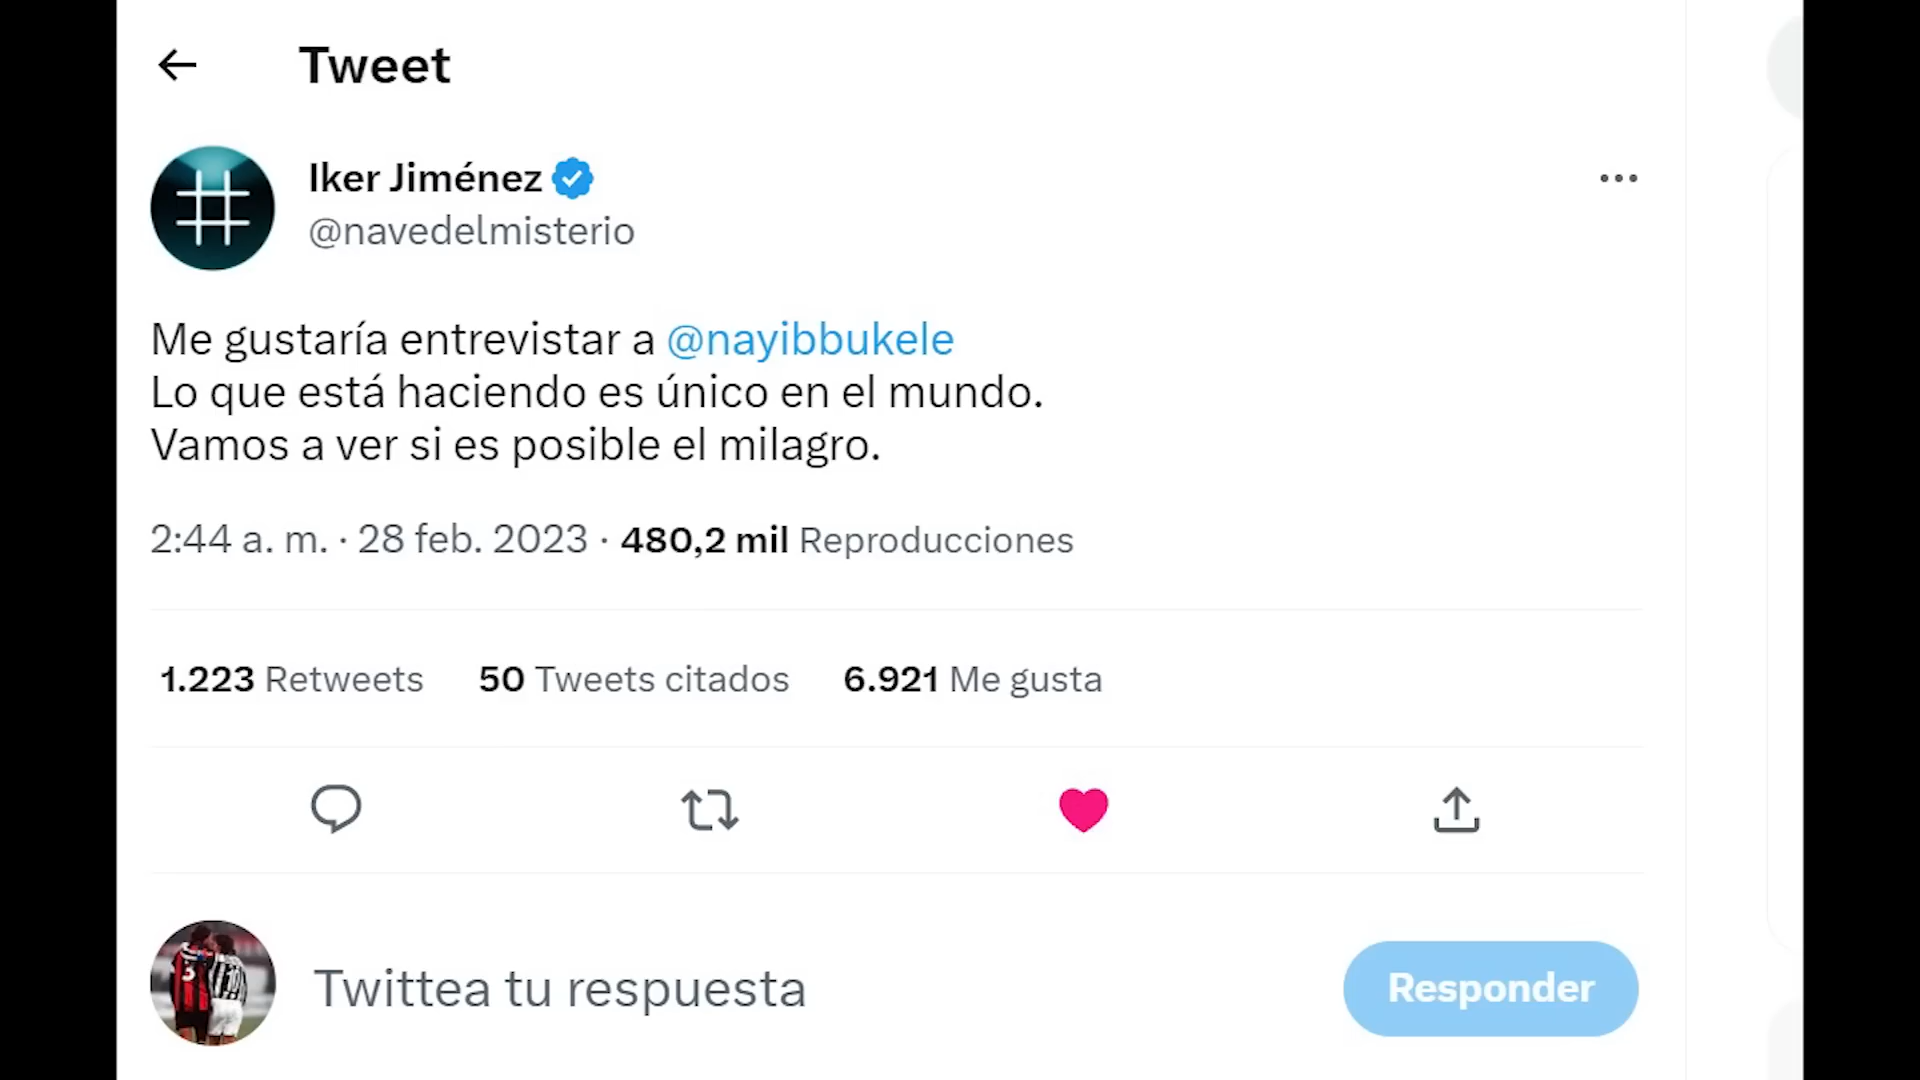 Tweet
Iker Jiménez
@navedelmisterio
Me gustaría entrevistar a @nayibbukele
Lo que está haciendo es único en el mundo.
Vamos a ver si es posible el milagro.
2:44 a. m. · 28 feb. 2023 · 480,2 mil Reproducciones
1.223 Retweets 50 Tweets citados 6.921 Me gusta
Twittea tu respuesta
Responder